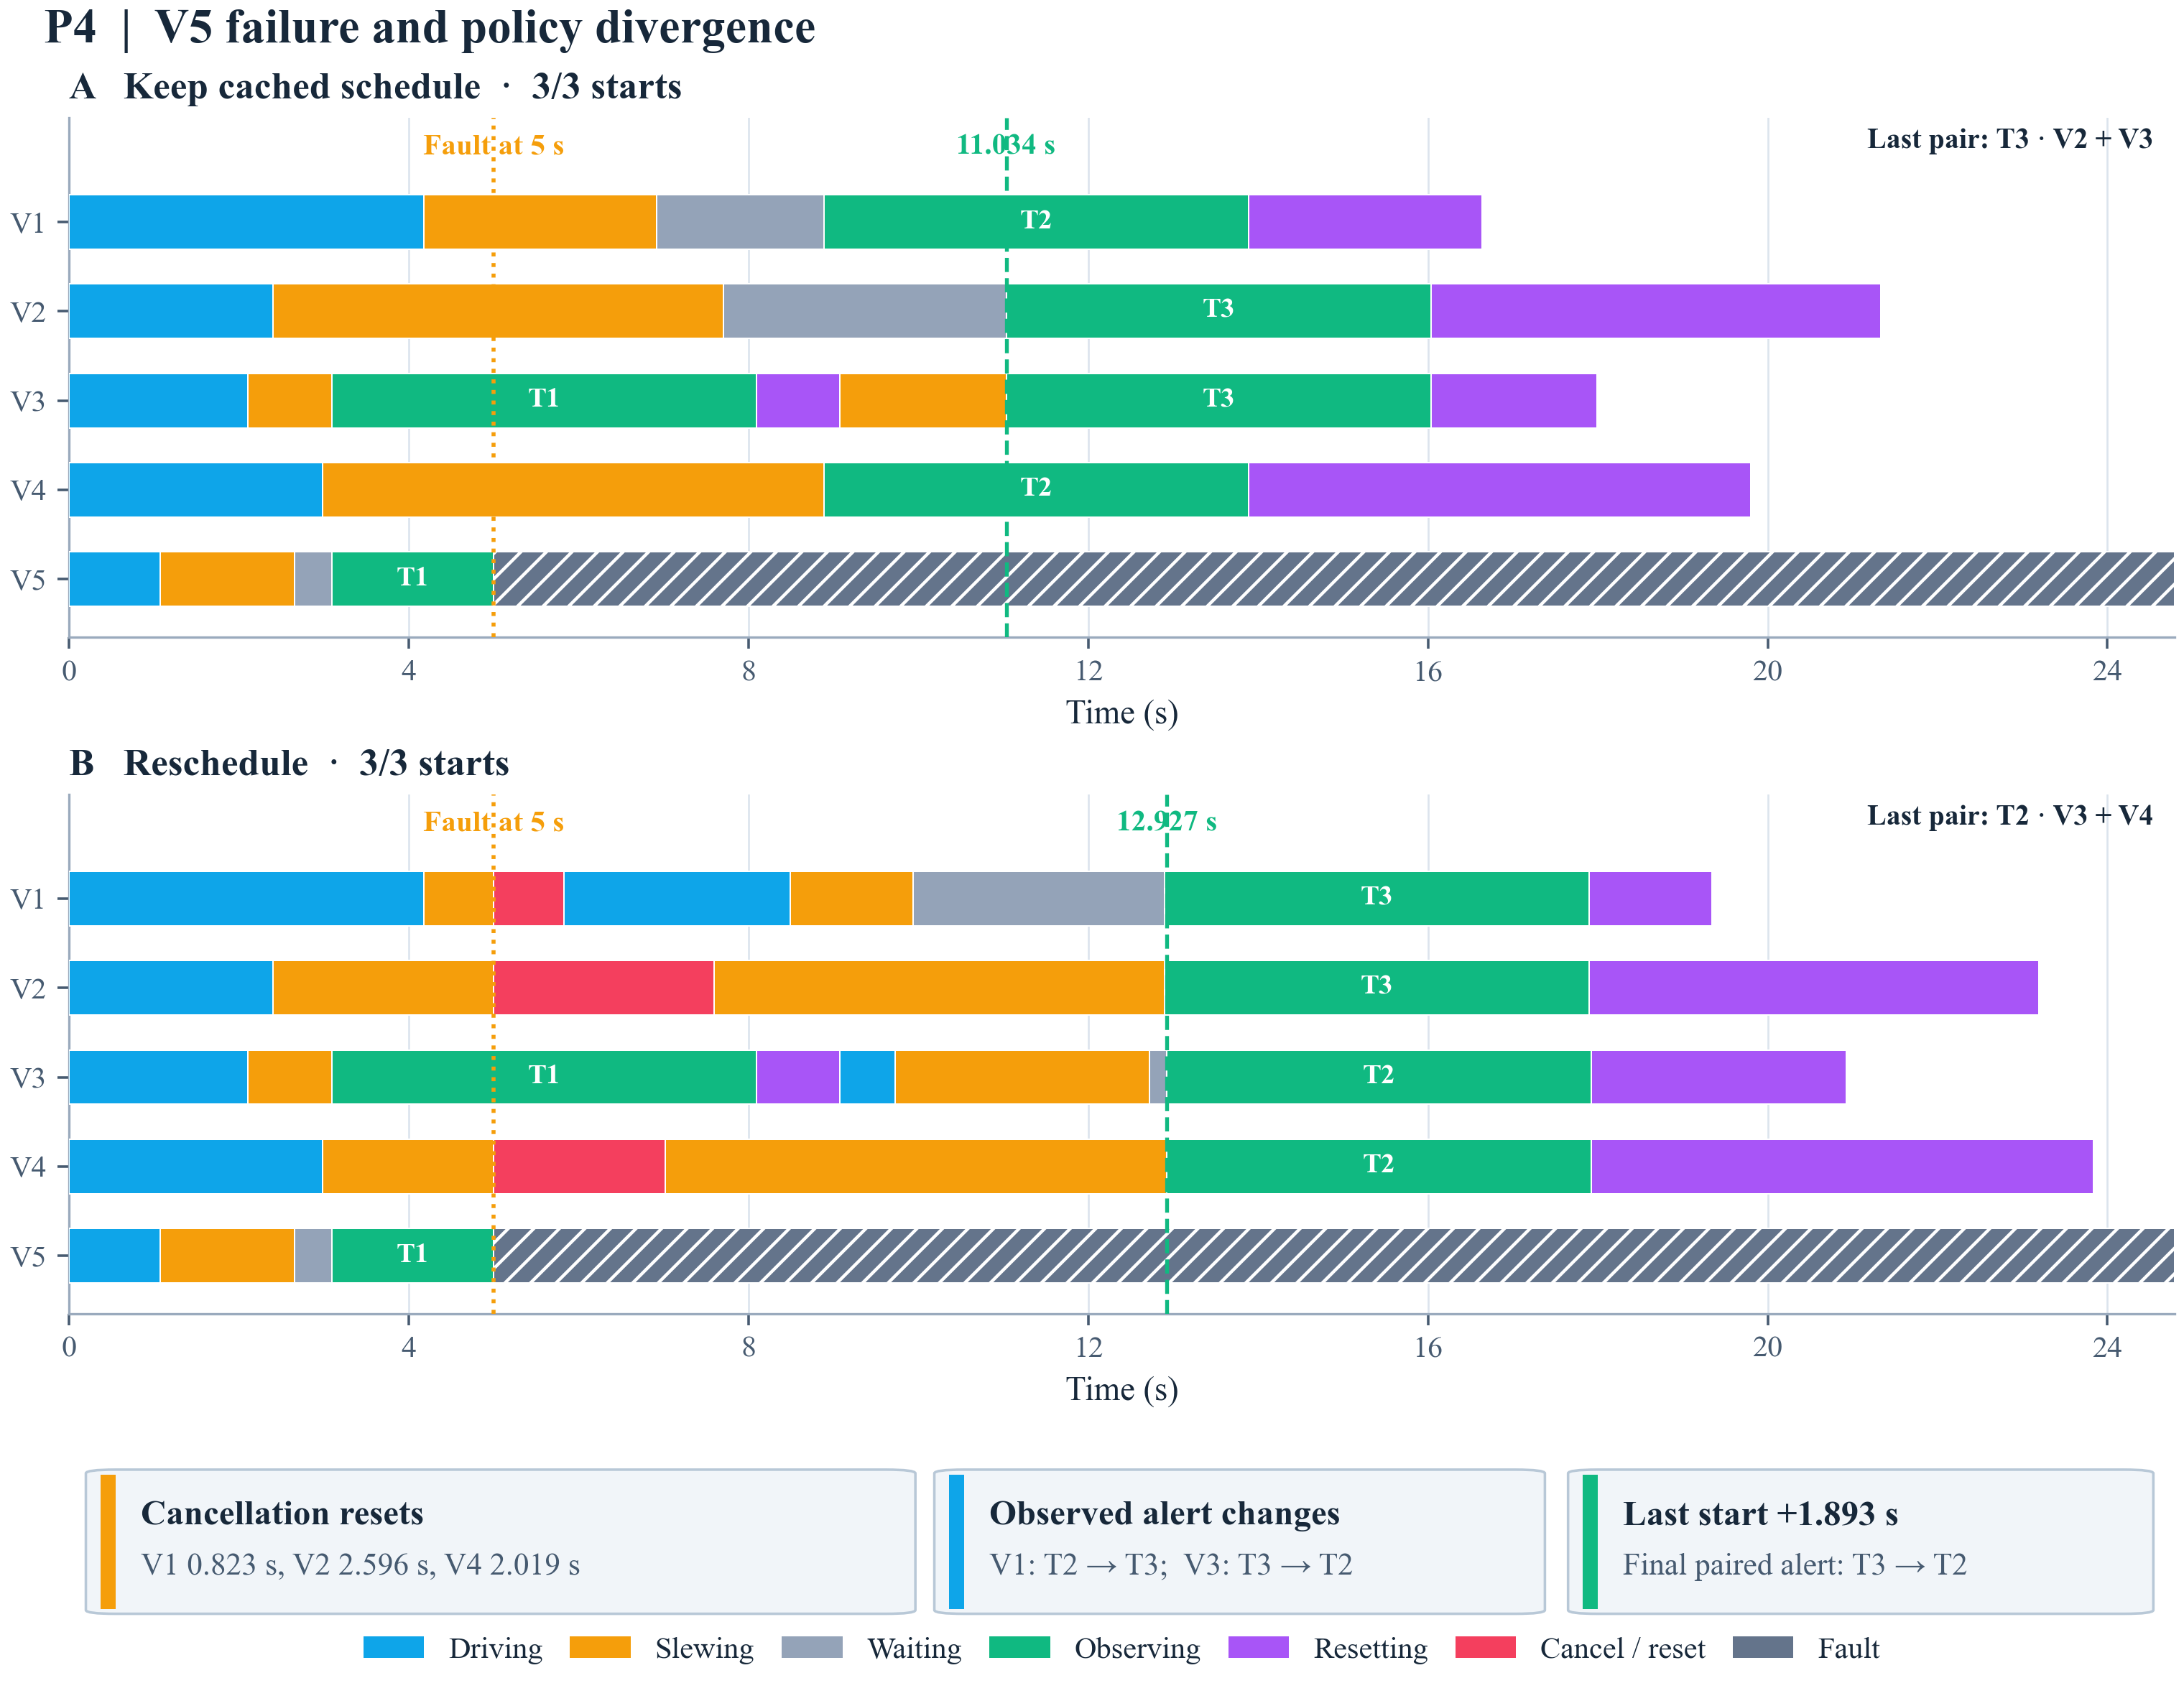 P4 | V5 failure and policy divergence
A Keep cached schedule · 3/3 starts
Fault at 5 s
11.034 s
Last pair: T3 · V2 + V3
V1
T2
V2
T3
V3
T1
T3
V4
T2
V5
T1
0 4 8 12 16 20 24
Time (s)
B Reschedule · 3/3 starts
Fault at 5 s
12.927 s
Last pair: T2 · V3 + V4
V1
T3
V2
T3
V3
T1
T2
V4
T2
V5
T1
0 4 8 12 16 20 24
Time (s)
Cancellation resets
V1 0.823 s, V2 2.596 s, V4 2.019 s
Observed alert changes
V1: T2 → T3; V3: T3 → T2
Last start +1.893 s
Final paired alert: T3 → T2
Driving Slewing Waiting Observing Resetting Cancel / reset Fault